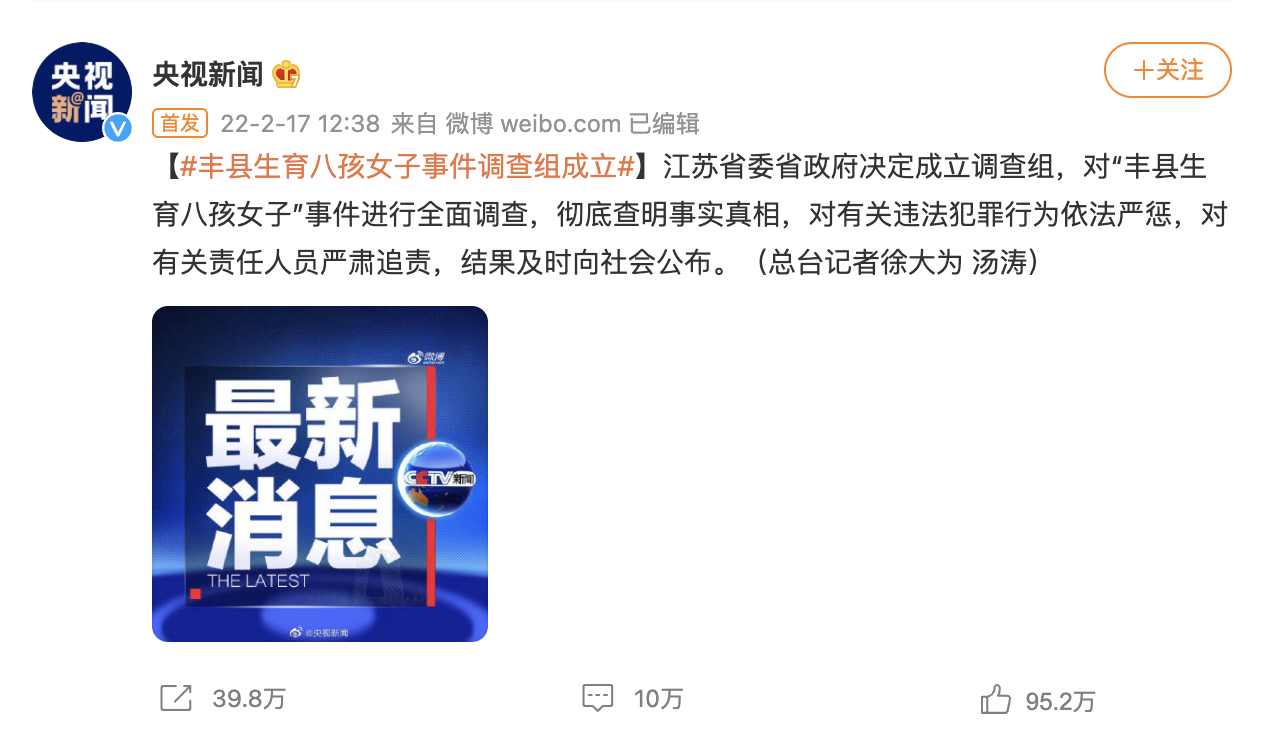 央视
新@闻
央视新闻
+关注
首发 22-2-17 12:38 来自 微博 weibo.com 已编辑
【#丰县生育八孩女子事件调查组成立#】江苏省委省政府决定成立调查组，对“丰县生
育八孩女子”事件进行全面调查，彻底查明事实真相，对有关违法犯罪行为依法严惩，对
有关责任人员严肃追责，结果及时向社会公布。（总台记者徐大为 汤涛）
微博
最新
CCTV新闻
消息
THE LATEST
@央视新闻
39.8万 10万 95.2万